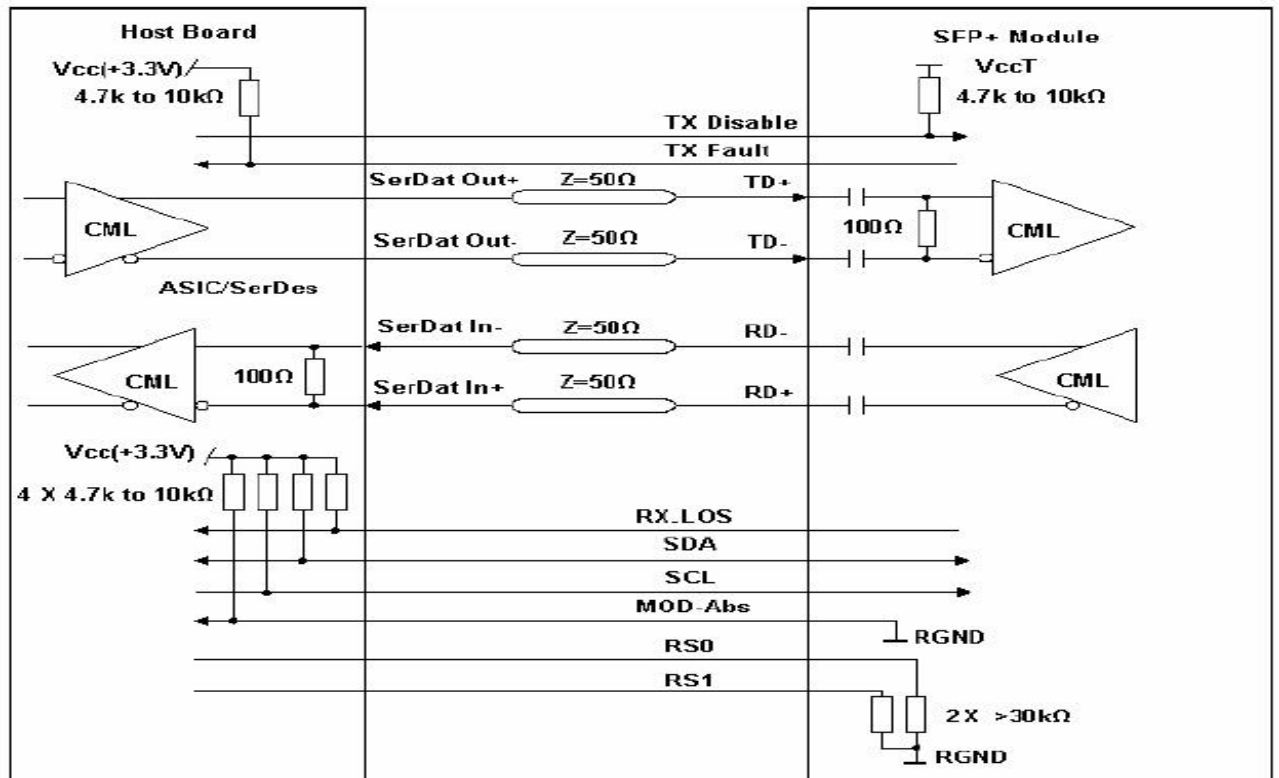 Host Board
SFP+ Module
Vcc(+3.3V)
4.7k to 10kΩ
VccT
4.7k to 10kΩ
TX Disable
TX Fault
SerDat Out+
Z=50Ω
TD+
CML
100Ω
CML
SerDat Out-
Z=50Ω
TD-
ASIC/SerDes
SerDat In-
Z=50Ω
RD-
CML
100Ω
SerDat In+
Z=50Ω
RD+
CML
Vcc(+3.3V)
4 X 4.7k to 10kΩ
RX_LOS
SDA
SCL
MOD-Abs
RGND
RS0
RS1
2X >30kΩ
RGND